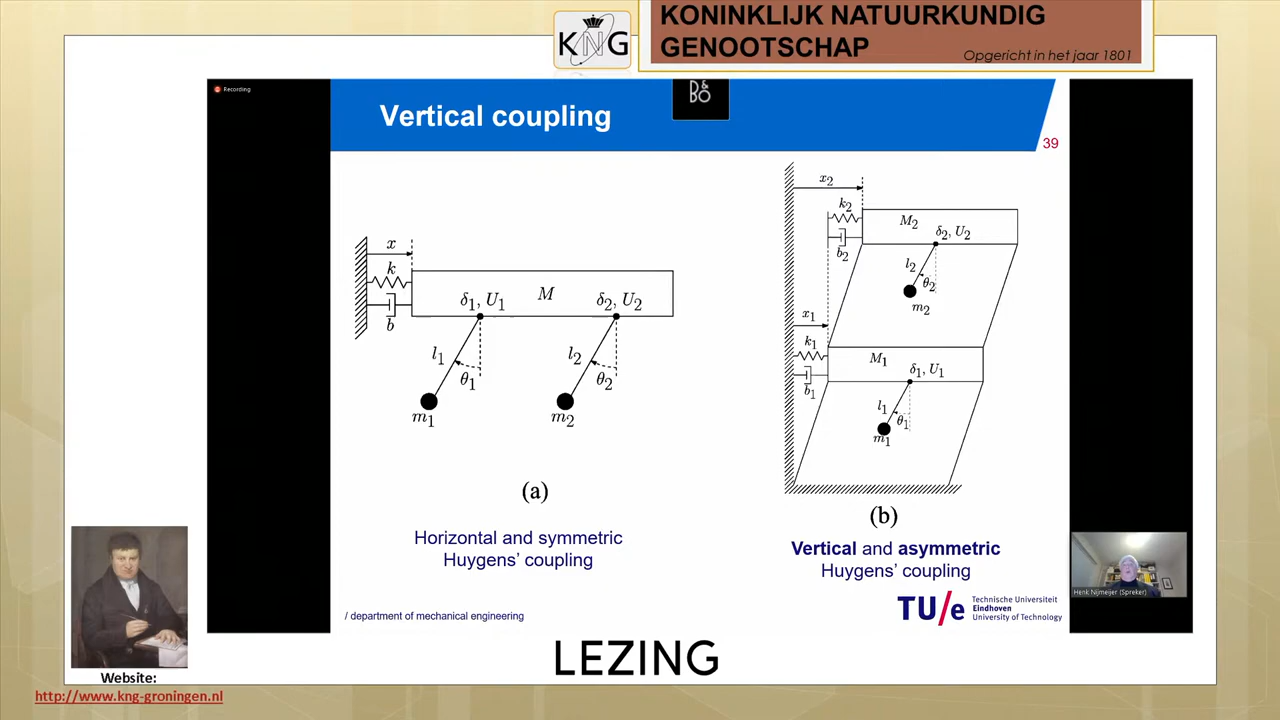 KNG
KONINKLIJK NATUURKUNDIG
GENOOTSCHAP
Opgericht in het jaar 1801
Recording
B&
BO
Vertical coupling
39
x
k
b
δ₁, U₁
M
δ₂, U₂
l₁
θ₁
m₁
l₂
θ₂
m₂
(a)
Horizontal and symmetric
Huygens' coupling
x₂
k₂
b₂
M₂
δ₂, U₂
l₂
θ₂
m₂
x₁
k₁
b₁
M₁
δ₁, U₁
l₁
θ₁
m₁
(b)
Vertical and asymmetric
Huygens' coupling
/ department of mechanical engineering
TU/e
Technische Universiteit
Eindhoven
University of Technology
Henk Nijmeijer (Spreker)
LEZING
Website:
http://www.kng-groningen.nl